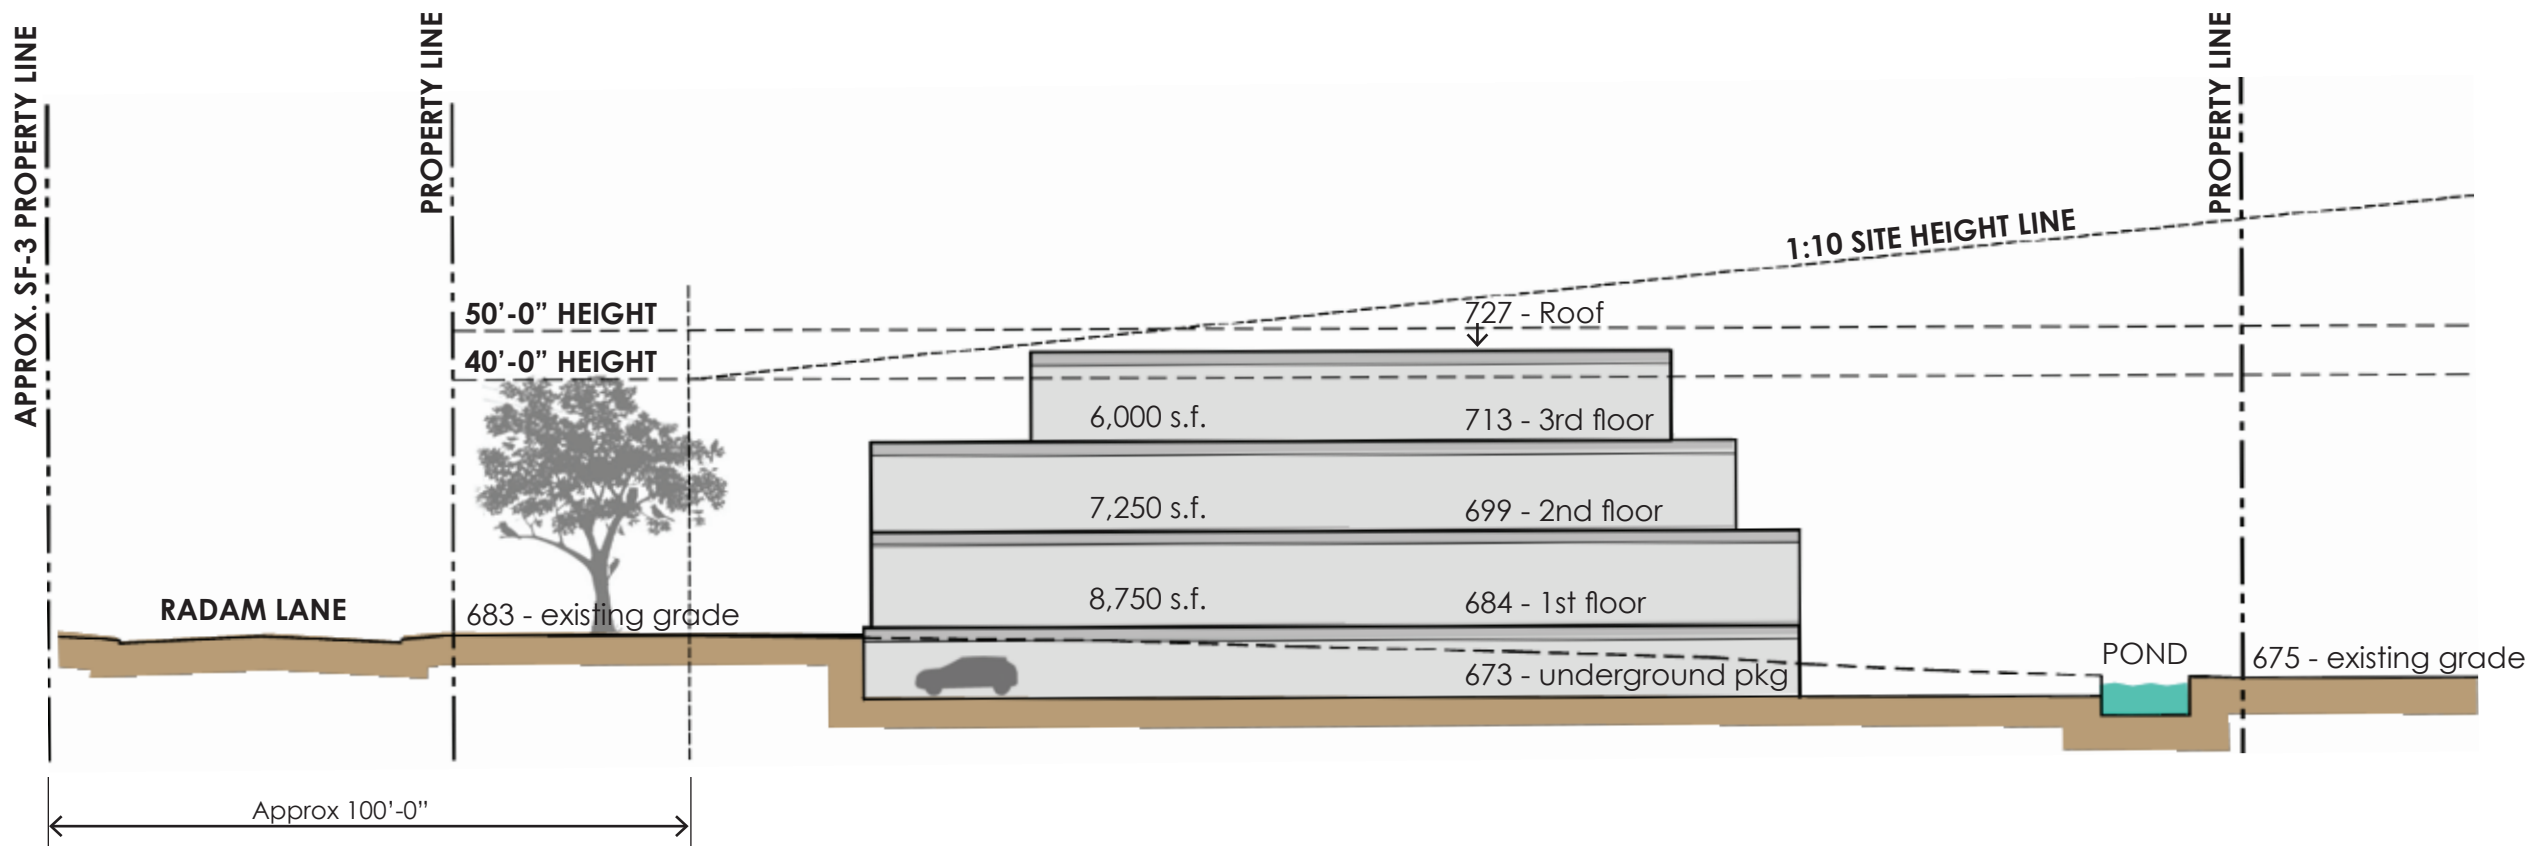 APPROX. SF-3 PROPERTY LINE
PROPERTY LINE
PROPERTY LINE
1:10 SITE HEIGHT LINE
50’-0” HEIGHT
727 - Roof
40’-0” HEIGHT
6,000 s.f.
713 - 3rd floor
7,250 s.f.
699 - 2nd floor
RADAM LANE
683 - existing grade
8,750 s.f.
684 - 1st floor
673 - underground pkg
POND
675 - existing grade
Approx 100’-0”